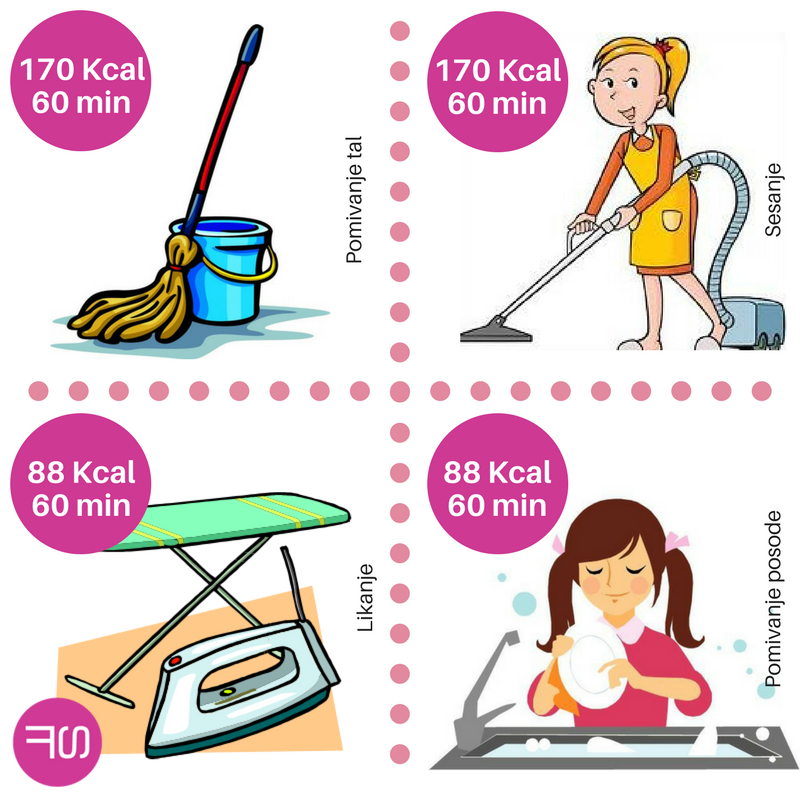 170 Kcal
60 min
Pomivanje tal
170 Kcal
60 min
Sesanje
88 Kcal
60 min
Likanje
88 Kcal
60 min
Pomivanje posode